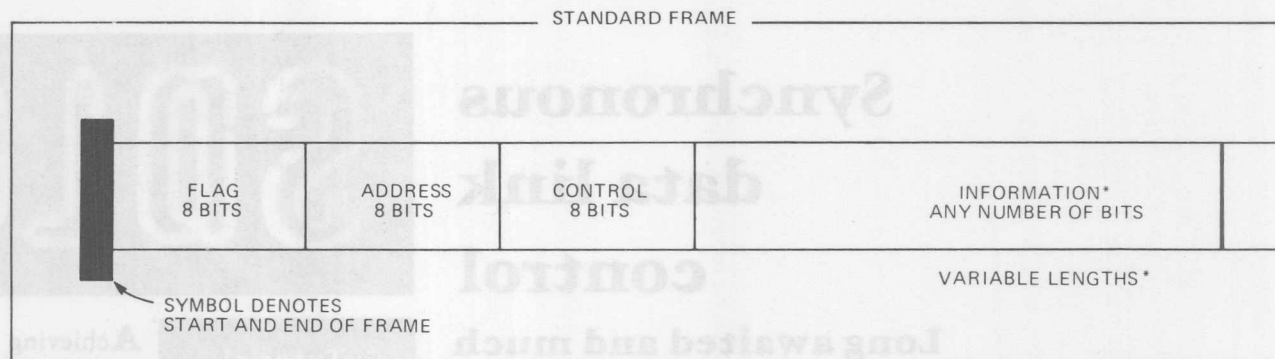 STANDARD FRAME
FLAG
8 BITS
ADDRESS
8 BITS
CONTROL
8 BITS
INFORMATION*
ANY NUMBER OF BITS
VARIABLE LENGTHS*
SYMBOL DENOTES
START AND END OF FRAME
Synchronous
data link
control
Long awaited and much
Achieving